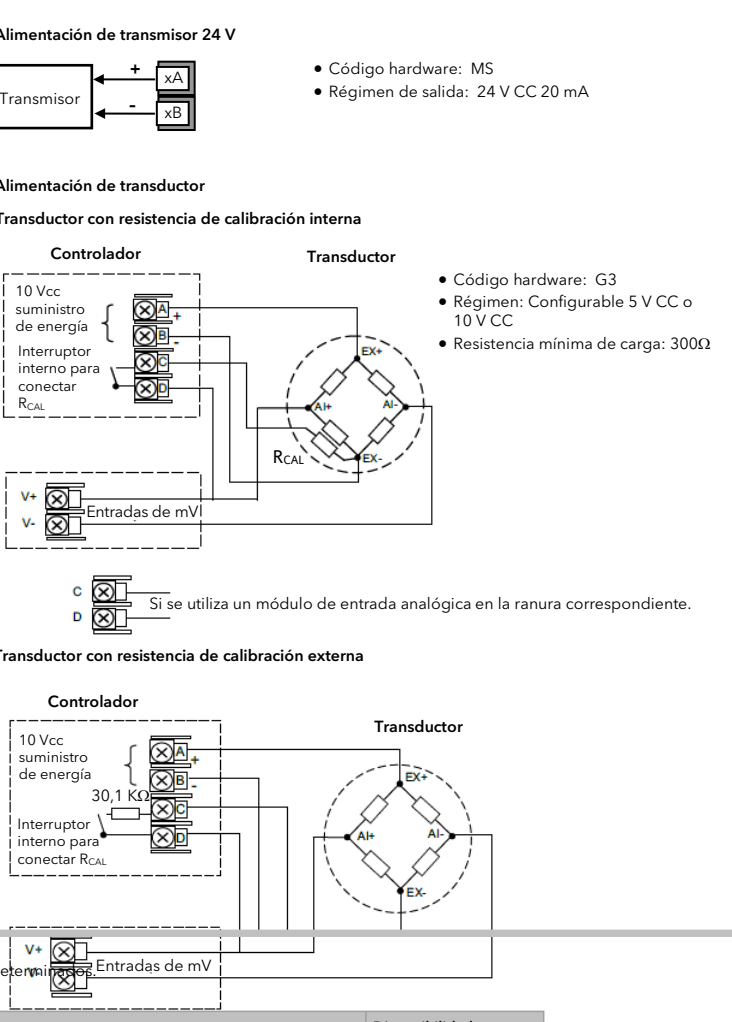 Alimentación de transmisor 24 V
+
xA
Transmisor
-
xB
• Código hardware: MS
• Régimen de salida: 24 V CC 20 mA
Alimentación de transductor
Transductor con resistencia de calibración interna
Controlador
Transductor
10 Vcc
suministro
de energía
Interruptor
interno para
conectar
RCAL
A
+
B
-
C
D
EX+
AI+
AI-
RCAL
EX-
• Código hardware: G3
• Régimen: Configurable 5 V CC o
10 V CC
• Resistencia mínima de carga: 300Ω
V+
V-
Entradas de mV
C
D
Si se utiliza un módulo de entrada analógica en la ranura correspondiente.
Transductor con resistencia de calibración externa
Controlador
Transductor
10 Vcc
suministro
de energía
30,1 KΩ
Interruptor
interno para
conectar RCAL
A
+
B
-
C
D
EX+
AI+
AI-
EX-
V+
V-
Entradas de mV
eterminados.